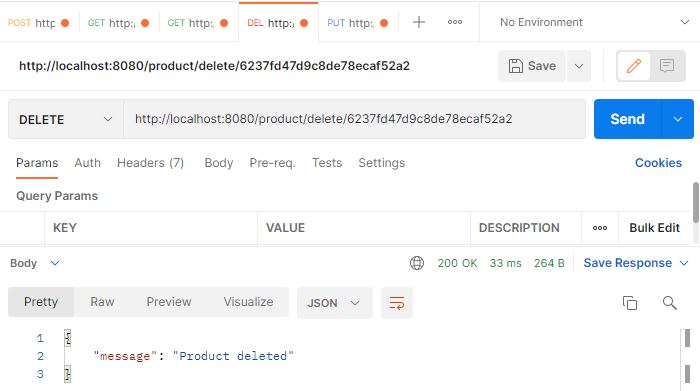 POST http GET http:/ GET http:/ DEL http:/ PUT http:/ No Environment
http://localhost:8080/product/delete/6237fd47d9c8de78ecaf52a2 Save
DELETE http://localhost:8080/product/delete/6237fd47d9c8de78ecaf52a2 Send
Params Auth Headers (7) Body Pre-req. Tests Settings Cookies
Query Params
KEY VALUE DESCRIPTION Bulk Edit
Body 200 OK 33 ms 264 B Save Response
Pretty Raw Preview Visualize JSON
1 {
2 "message": "Product deleted"
3 }